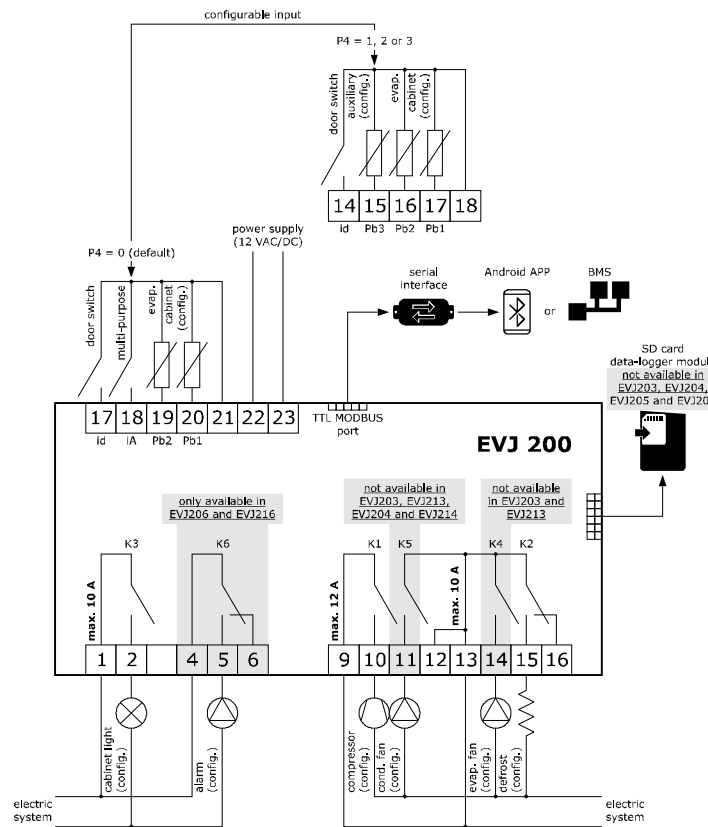 configurable input
P4 = 1, 2 or 3
door switch
auxiliary
(config.)
evap.
cabinet
(config.)
14 15 16 17 18
id Pb3 Pb2 Pb1
power supply
(12 VAC/DC)
P4 = 0 (default)
door switch
multi-purpose
evap.
cabinet
(config.)
serial
interface
Android APP
or
BMS
SD card
data-logger modul
not available in
EVJ203, EVJ204,
EVJ205 and EVJ20
17 18 19 20 21 22 23
id iA Pb2 Pb1
TTL MODBUS
port
EVJ 200
only available in
EVJ206 and EVJ216
not available in
EVJ203, EVJ213,
EVJ204 and EVJ214
not available
in EVJ203 and
EVJ213
K3 K6 K1 K5 K4 K2
max. 10 A
max. 12 A
max. 10 A
1 2 4 5 6 9 10 11 12 13 14 15 16
cabinet light
(config.)
alarm
(config.)
compressor
(config.)
cond. fan
(config.)
evap. fan
(config.)
defrost
(config.)
electric
system
electric
system